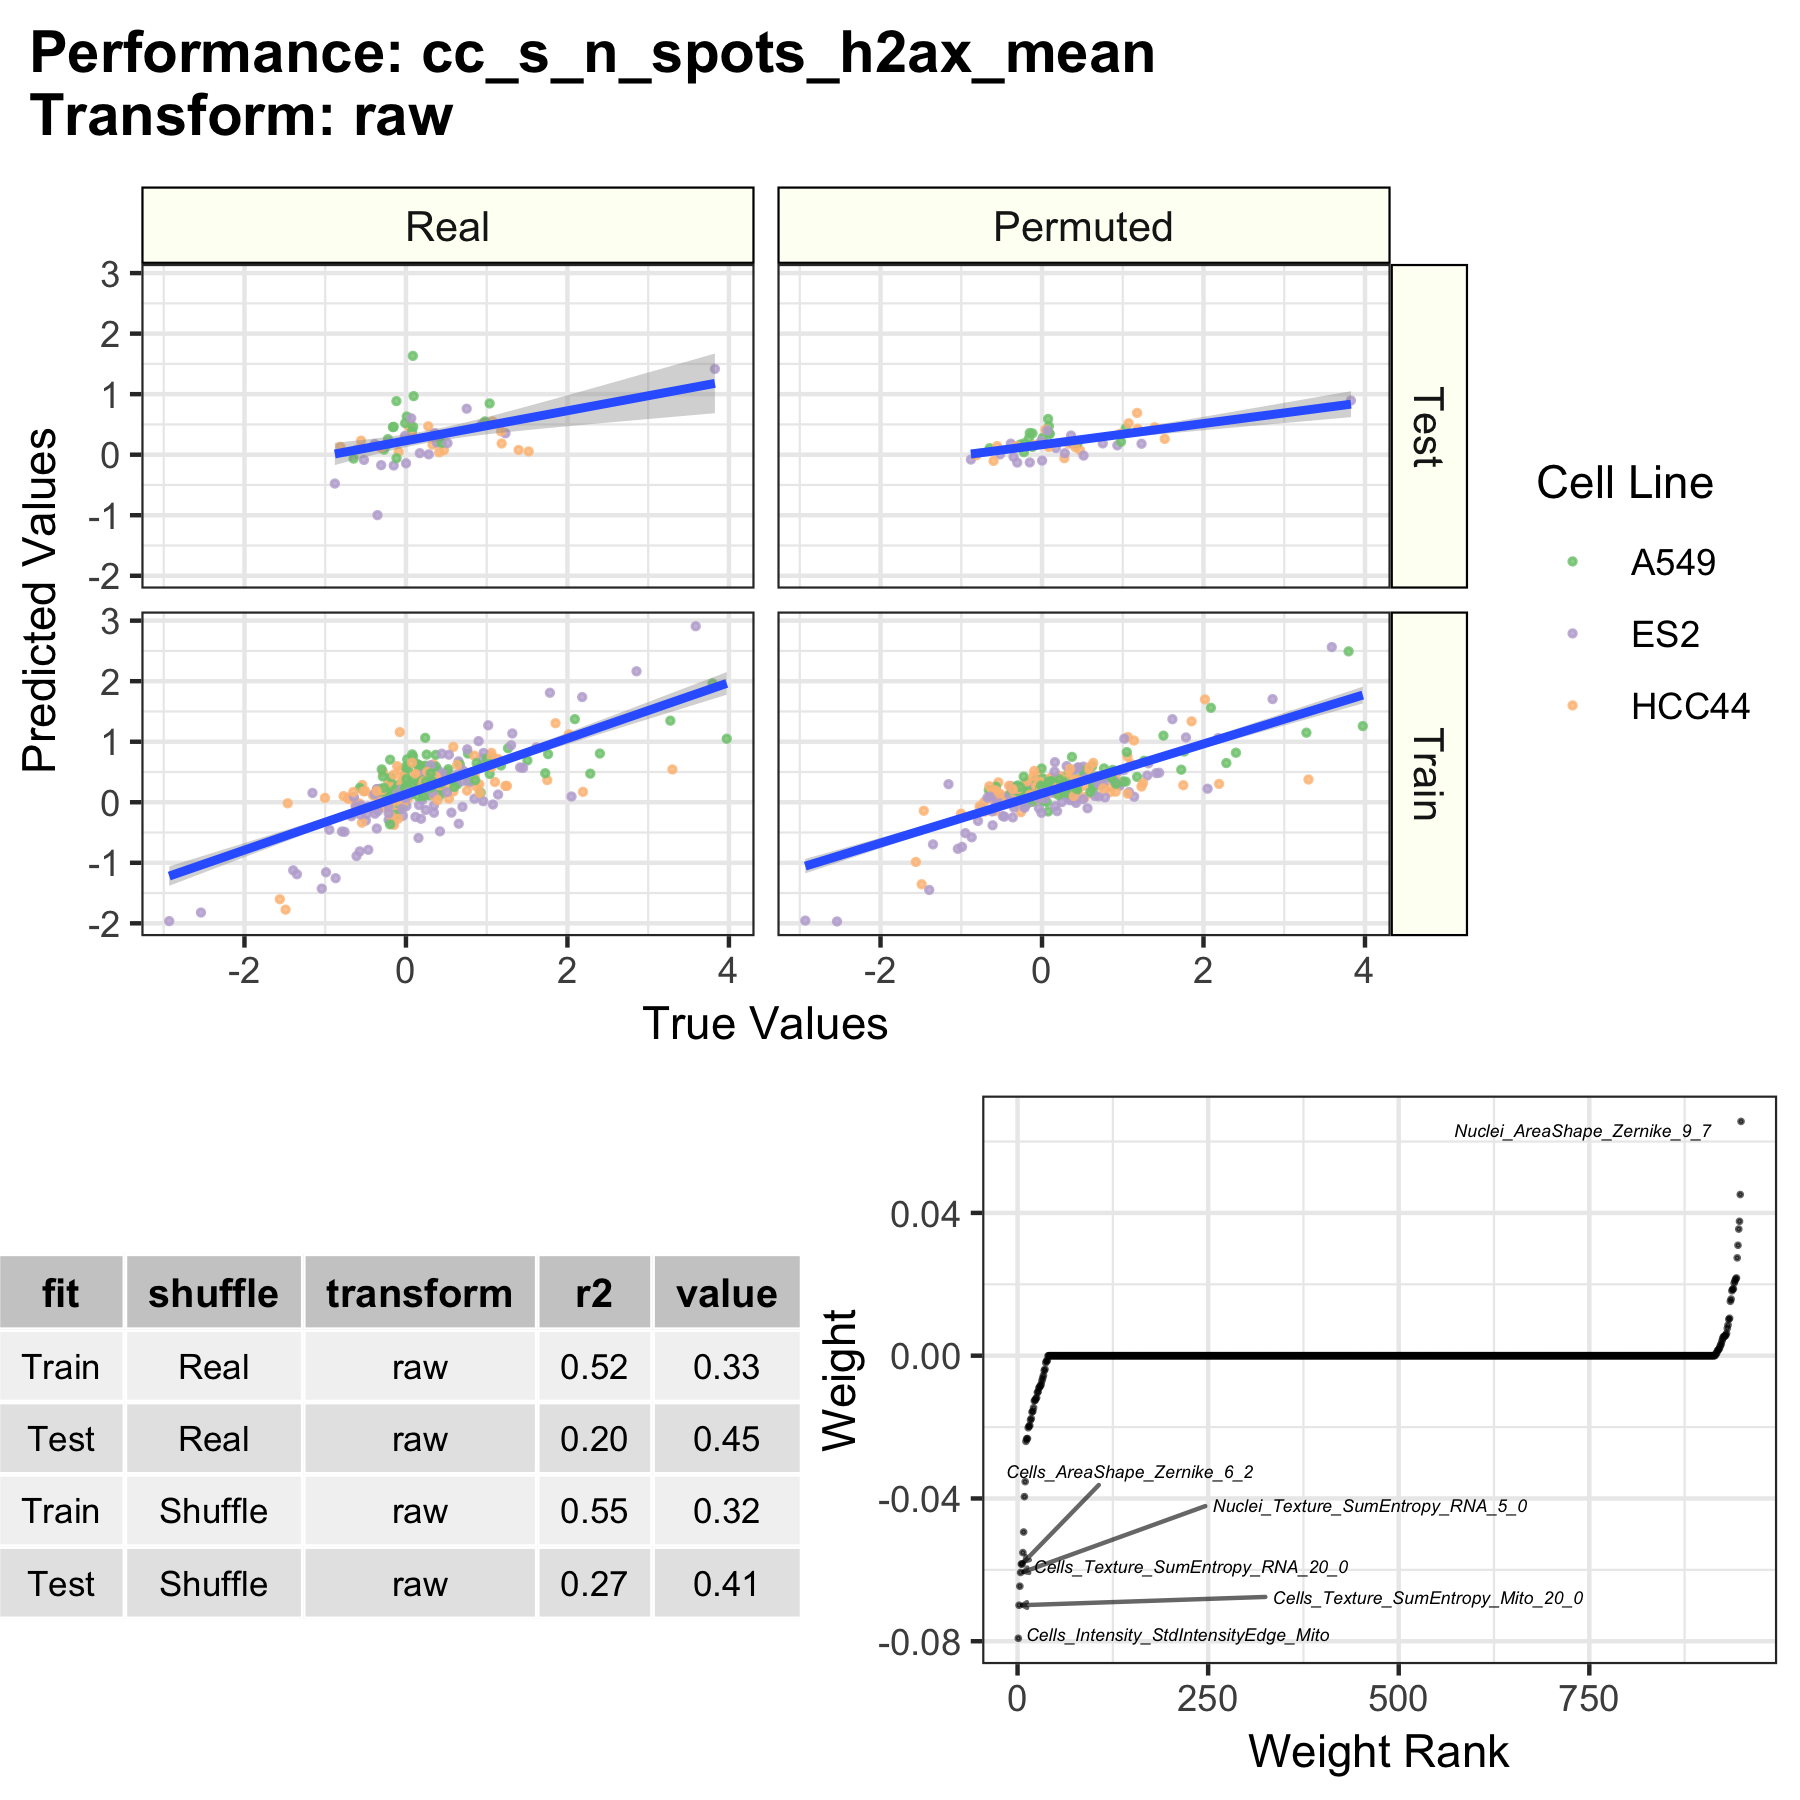 Performance: cc_s_n_spots_h2ax_mean
Transform: raw
Real
Permuted
3
2
1
0
-1
-2
Test
3
2
1
0
-1
-2
Train
Predicted Values
-2
0
2
4
-2
0
2
4
True Values
Cell Line
A549
ES2
HCC44
fit shuffle transform r2 value
Train Real raw 0.52 0.33
Test Real raw 0.20 0.45
Train Shuffle raw 0.55 0.32
Test Shuffle raw 0.27 0.41
Weight
0.04
0.00
-0.04
-0.08
Nuclei_AreaShape_Zernike_9_7
Cells_AreaShape_Zernike_6_2
Nuclei_Texture_SumEntropy_RNA_5_0
Cells_Texture_SumEntropy_RNA_20_0
Cells_Texture_SumEntropy_Mito_20_0
Cells_Intensity_StdIntensityEdge_Mito
0
250
500
750
Weight Rank